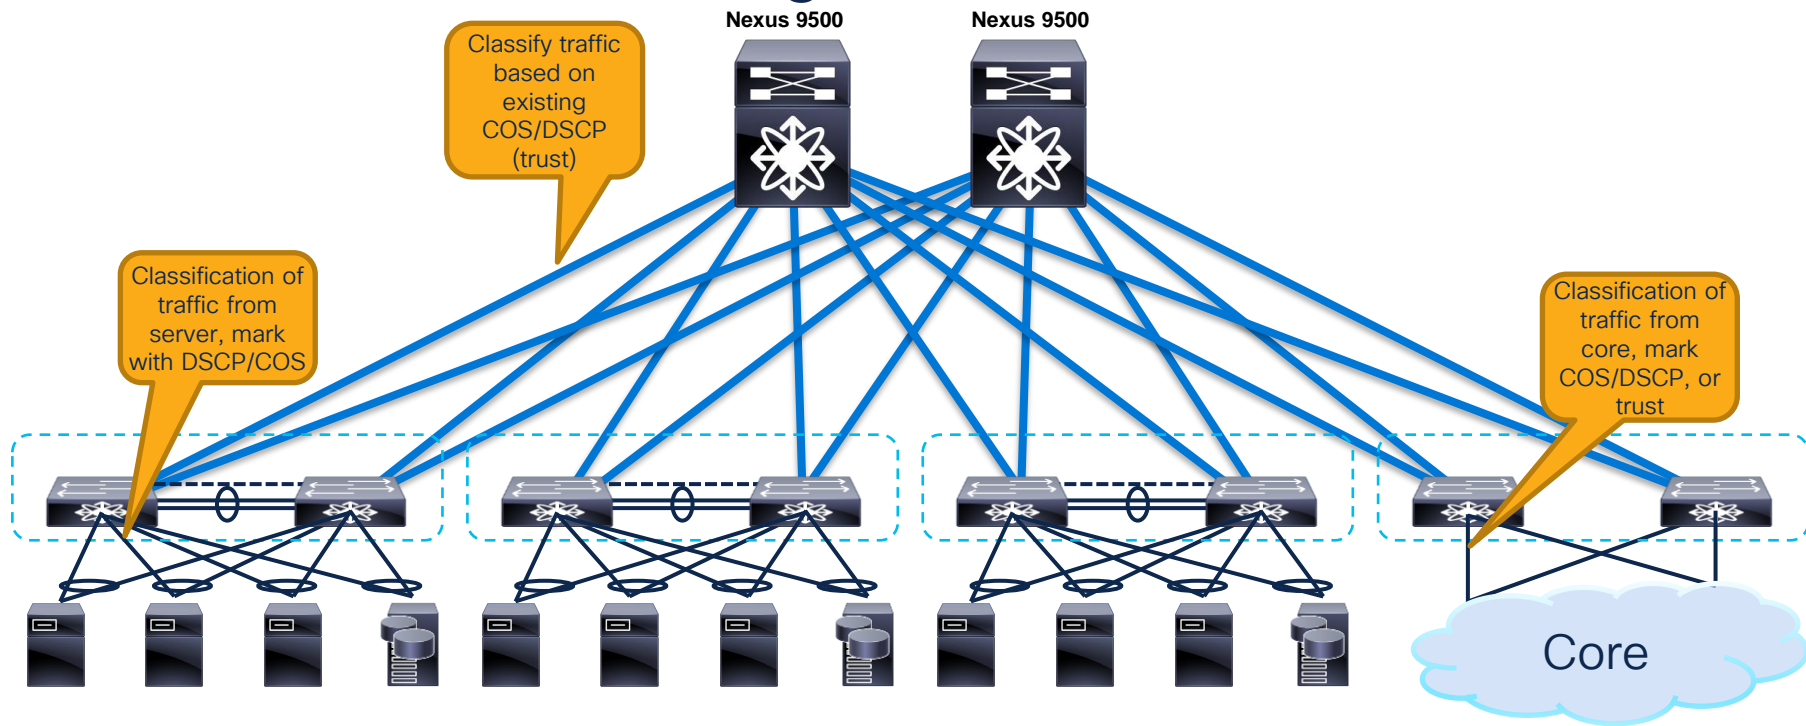 Nexus 9500
Nexus 9500
Classify traffic
based on
existing
COS/DSCP
(trust)
Classification of
traffic from
server, mark
with DSCP/COS
Classification of
traffic from
core, mark
COS/DSCP, or
trust
Core